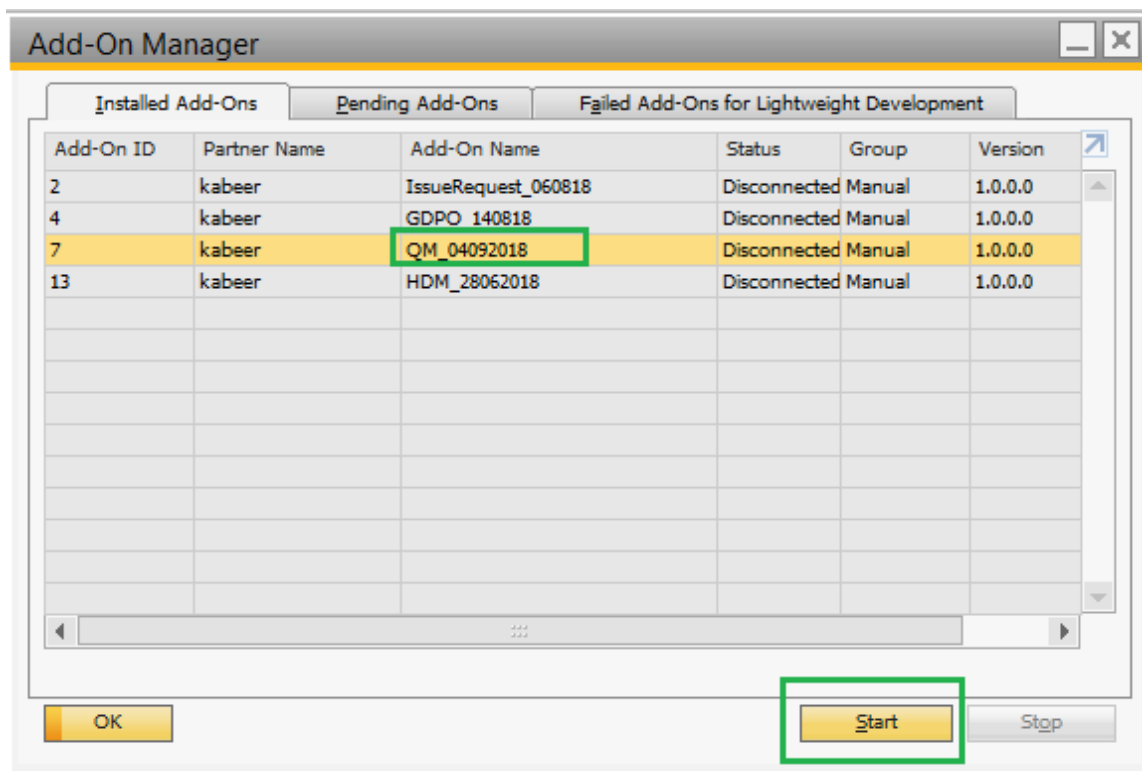 Add-On Manager
Installed Add-Ons Pending Add-Ons Failed Add-Ons for Lightweight Development
Add-On ID Partner Name Add-On Name Status Group Version
2 kabeer IssueRequest_060818 Disconnected Manual 1.0.0.0
4 kabeer GDPO_140818 Disconnected Manual 1.0.0.0
7 kabeer QM_04092018 Disconnected Manual 1.0.0.0
13 kabeer HDM_28062018 Disconnected Manual 1.0.0.0
OK Start Stop